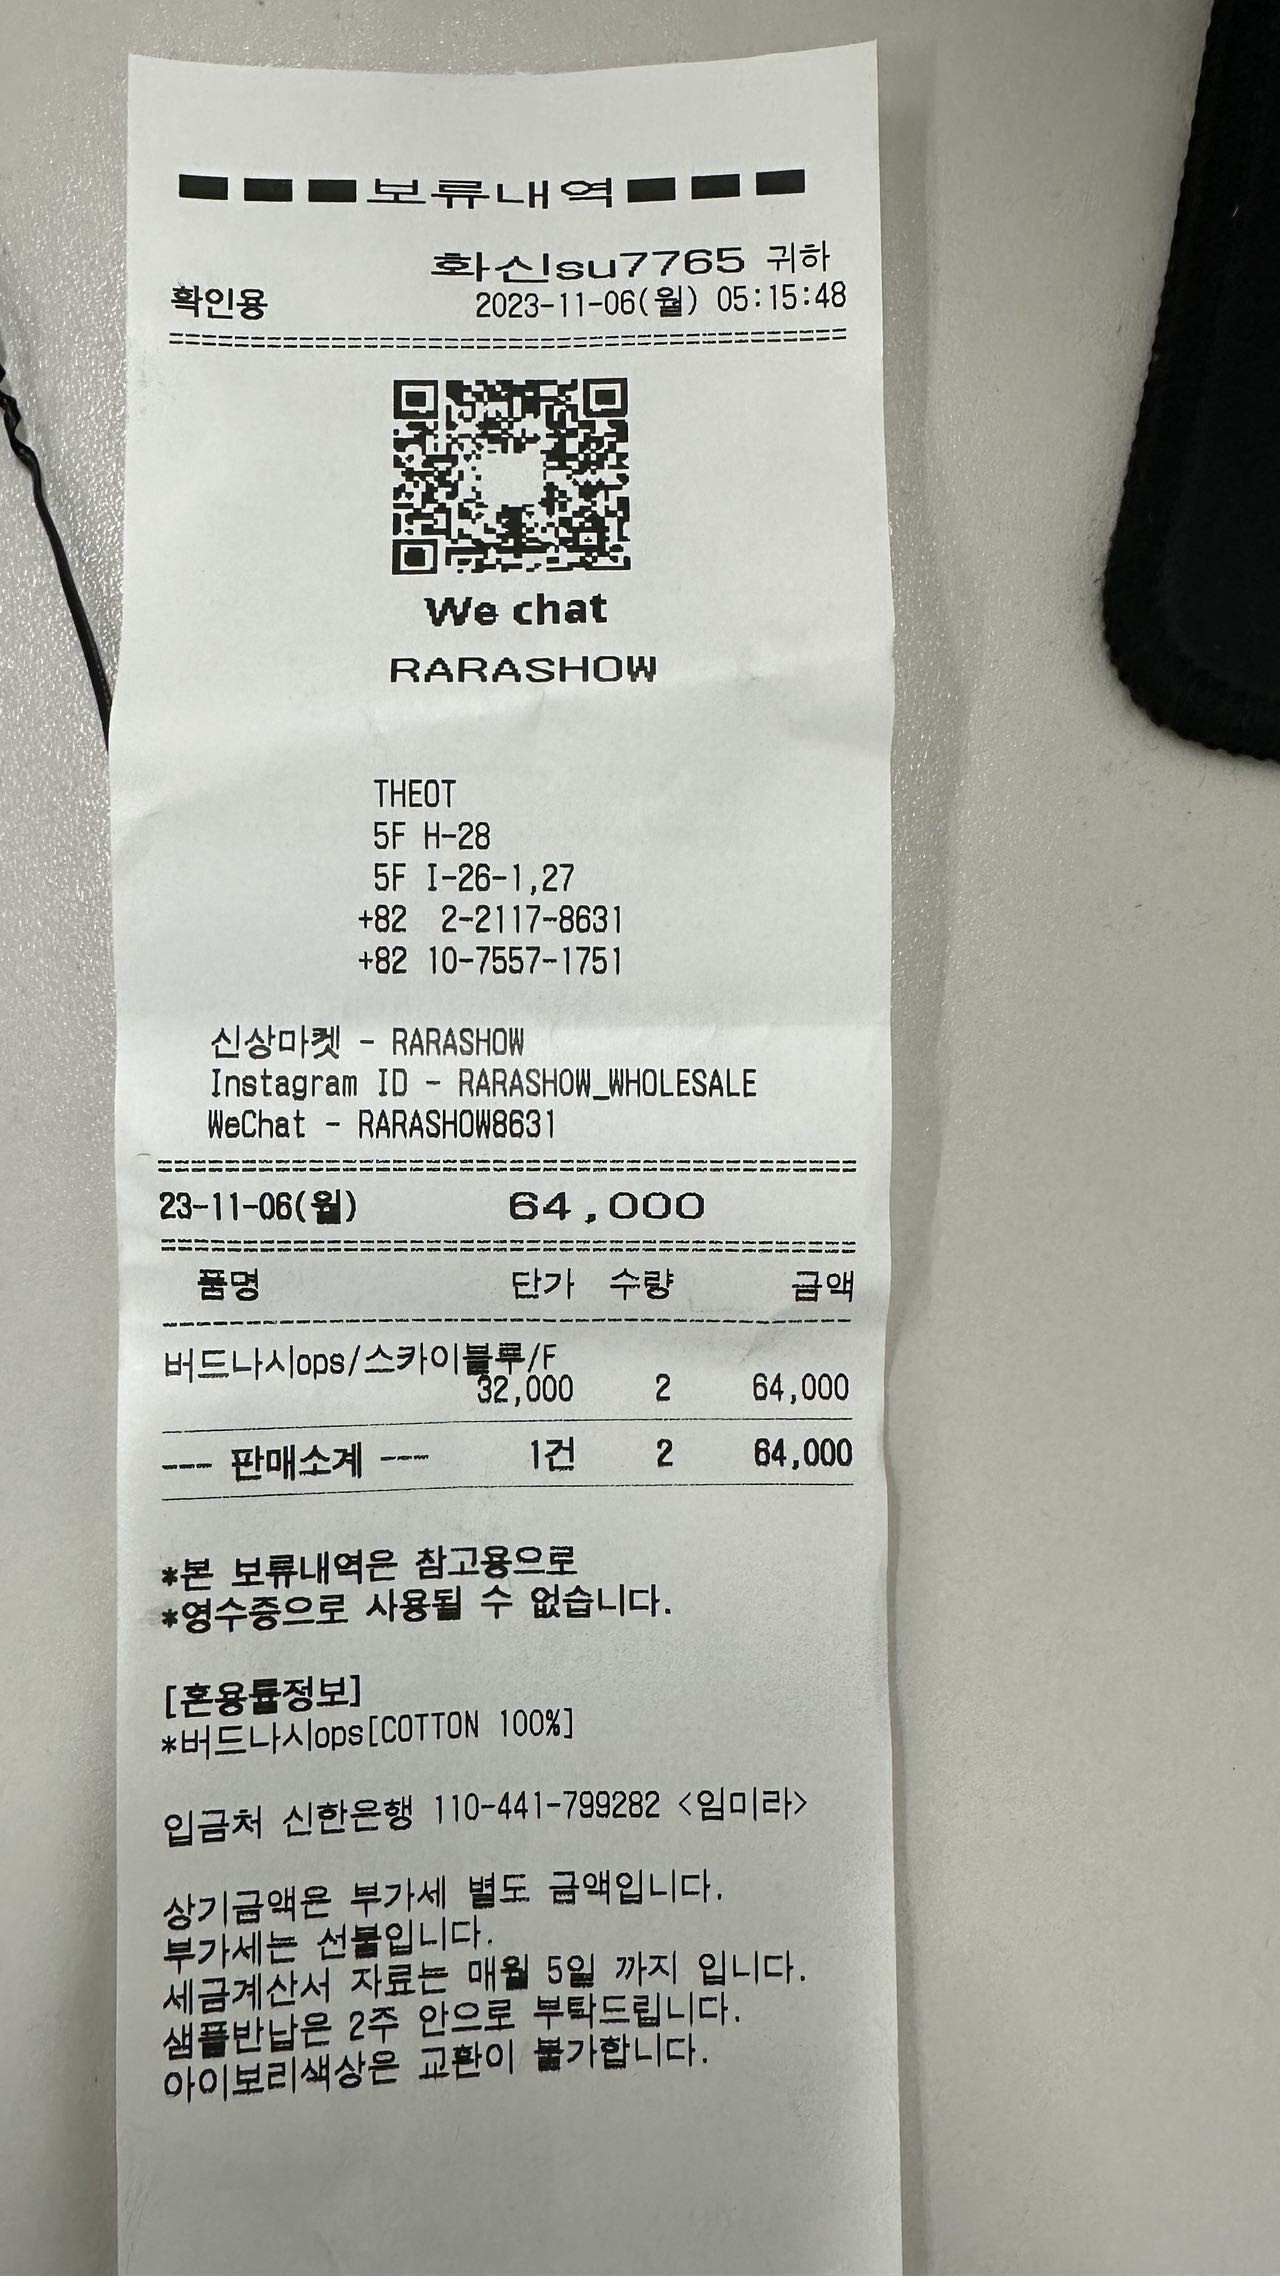 보류내역
화신su7765 귀하
확인용 2023-11-06(월) 05:15:48
We chat
RARASHOW
THEOT
5F H-28
5F I-26-1,27
+82 2-2117-8631
+82 10-7557-1751
신상마켓 - RARASHOW
Instagram ID - RARASHOW_WHOLESALE
WeChat - RARASHOW8631
23-11-06(월) 64,000
품명 단가 수량 금액
버드나시ops/스카이블루/F
32,000 2 64,000
--- 판매소계 --- 1건 2 64,000
*본 보류내역은 참고용으로
*영수증으로 사용될 수 없습니다.
[혼용률정보]
*버드나시ops[COTTON 100%]
입금처 신한은행 110-441-799282 <임미라>
상기금액은 부가세 별도 금액입니다.
부가세는 선불입니다.
세금계산서 자료는 매월 5일 까지 입니다.
샘플반납은 2주 안으로 부탁드립니다.
아이보리색상은 교환이 불가합니다.